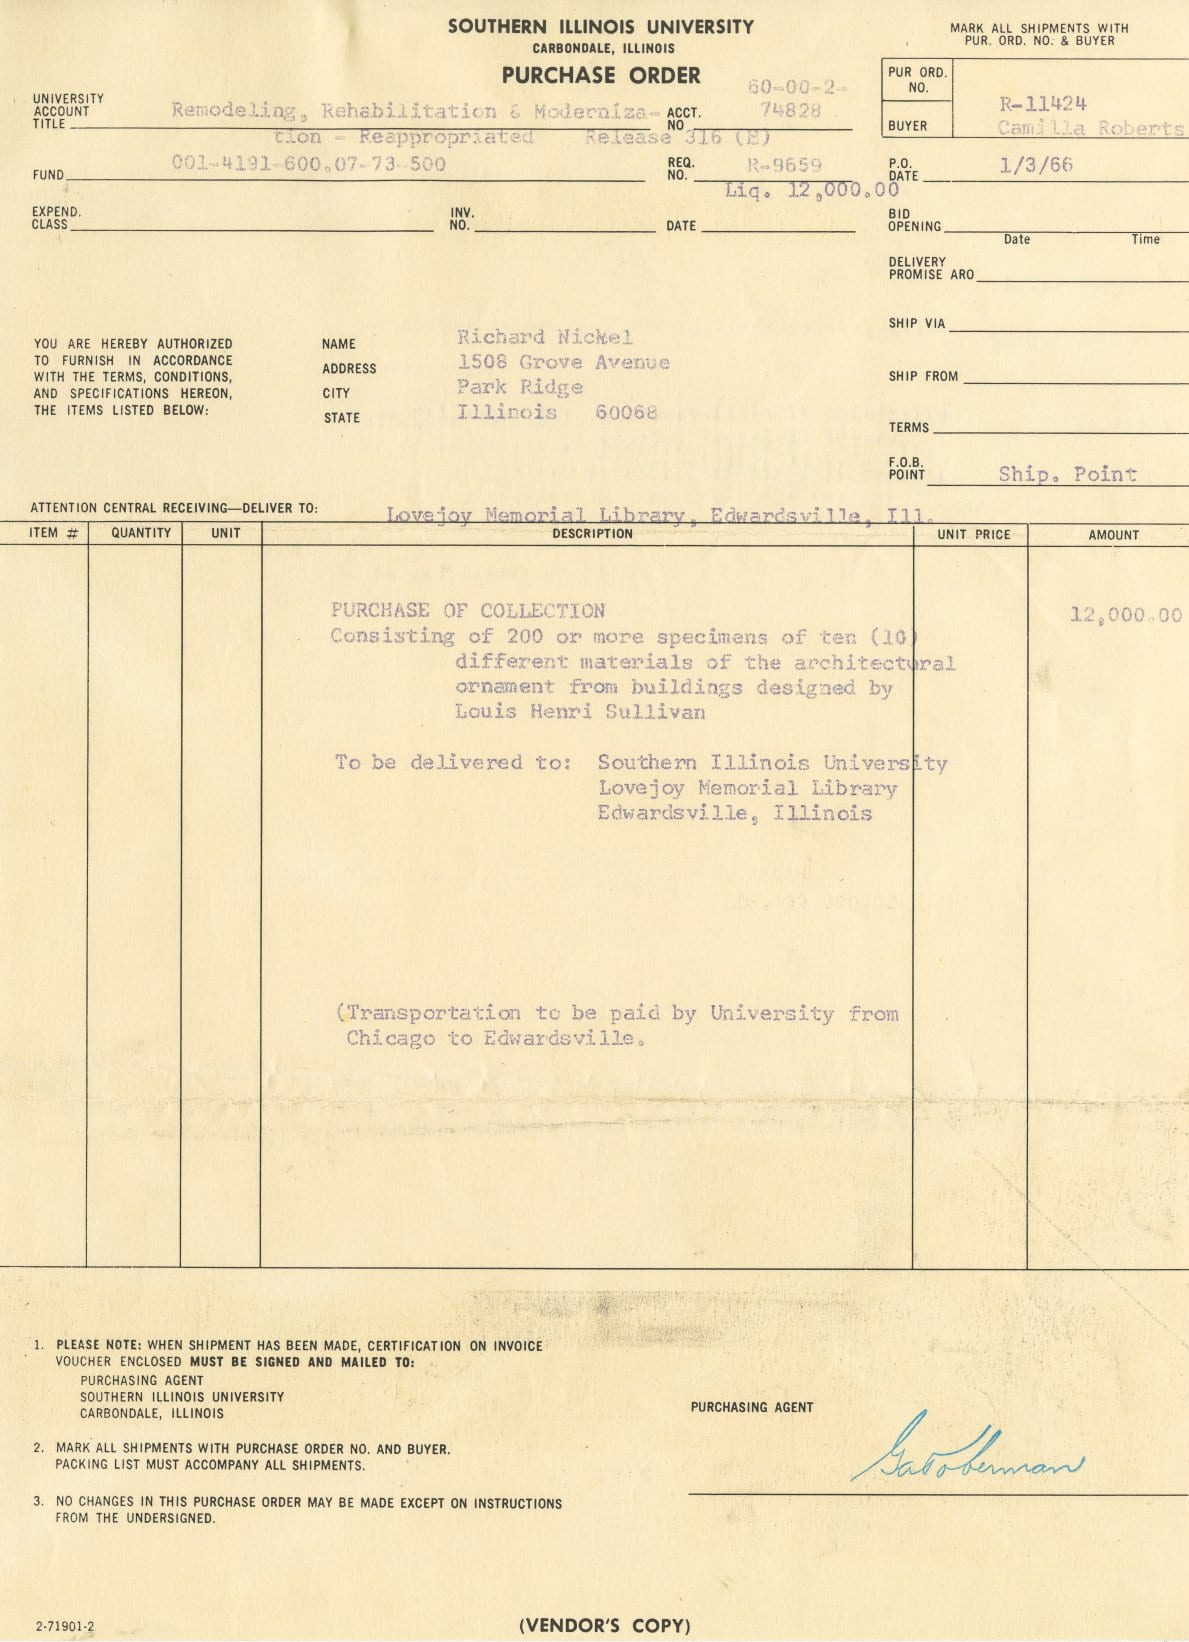 SOUTHERN ILLINOIS UNIVERSITY
CARBONDALE, ILLINOIS
PURCHASE ORDER
MARK ALL SHIPMENTS WITH
PUR. ORD. NO. & BUYER
PUR ORD. NO. R-11424
BUYER Camilla Roberts
UNIVERSITY ACCOUNT TITLE Remodeling, Rehabilitation & Moderniza-
tion - Reappropriated Release 316 (E)
ACCT. NO 60-00-2-
74828
FUND 001-4191-600.07-73-500
REQ. NO. R-9659
Liq. 12,000.00
P.O. DATE 1/3/66
EXPEND. CLASS
INV. NO.
DATE
BID OPENING
Date Time
DELIVERY PROMISE ARO
SHIP VIA
SHIP FROM
TERMS
F.O.B. POINT Ship. Point
YOU ARE HEREBY AUTHORIZED
TO FURNISH IN ACCORDANCE
WITH THE TERMS, CONDITIONS,
AND SPECIFICATIONS HEREON,
THE ITEMS LISTED BELOW:
NAME Richard Nickel
ADDRESS 1508 Grove Avenue
CITY Park Ridge
STATE Illinois 60068
ATTENTION CENTRAL RECEIVING—DELIVER TO: Lovejoy Memorial Library, Edwardsville, Ill.
ITEM # QUANTITY UNIT DESCRIPTION UNIT PRICE AMOUNT
PURCHASE OF COLLECTION 12,000.00
Consisting of 200 or more specimens of ten (10)
different materials of the architectural
ornament from buildings designed by
Louis Henri Sullivan
To be delivered to: Southern Illinois University
Lovejoy Memorial Library
Edwardsville, Illinois
(Transportation to be paid by University from
Chicago to Edwardsville.
1. PLEASE NOTE: WHEN SHIPMENT HAS BEEN MADE, CERTIFICATION ON INVOICE
VOUCHER ENCLOSED MUST BE SIGNED AND MAILED TO:
PURCHASING AGENT
SOUTHERN ILLINOIS UNIVERSITY
CARBONDALE, ILLINOIS
2. MARK ALL SHIPMENTS WITH PURCHASE ORDER NO. AND BUYER.
PACKING LIST MUST ACCOMPANY ALL SHIPMENTS.
3. NO CHANGES IN THIS PURCHASE ORDER MAY BE MADE EXCEPT ON INSTRUCTIONS
FROM THE UNDERSIGNED.
PURCHASING AGENT
2-71901-2
(VENDOR'S COPY)